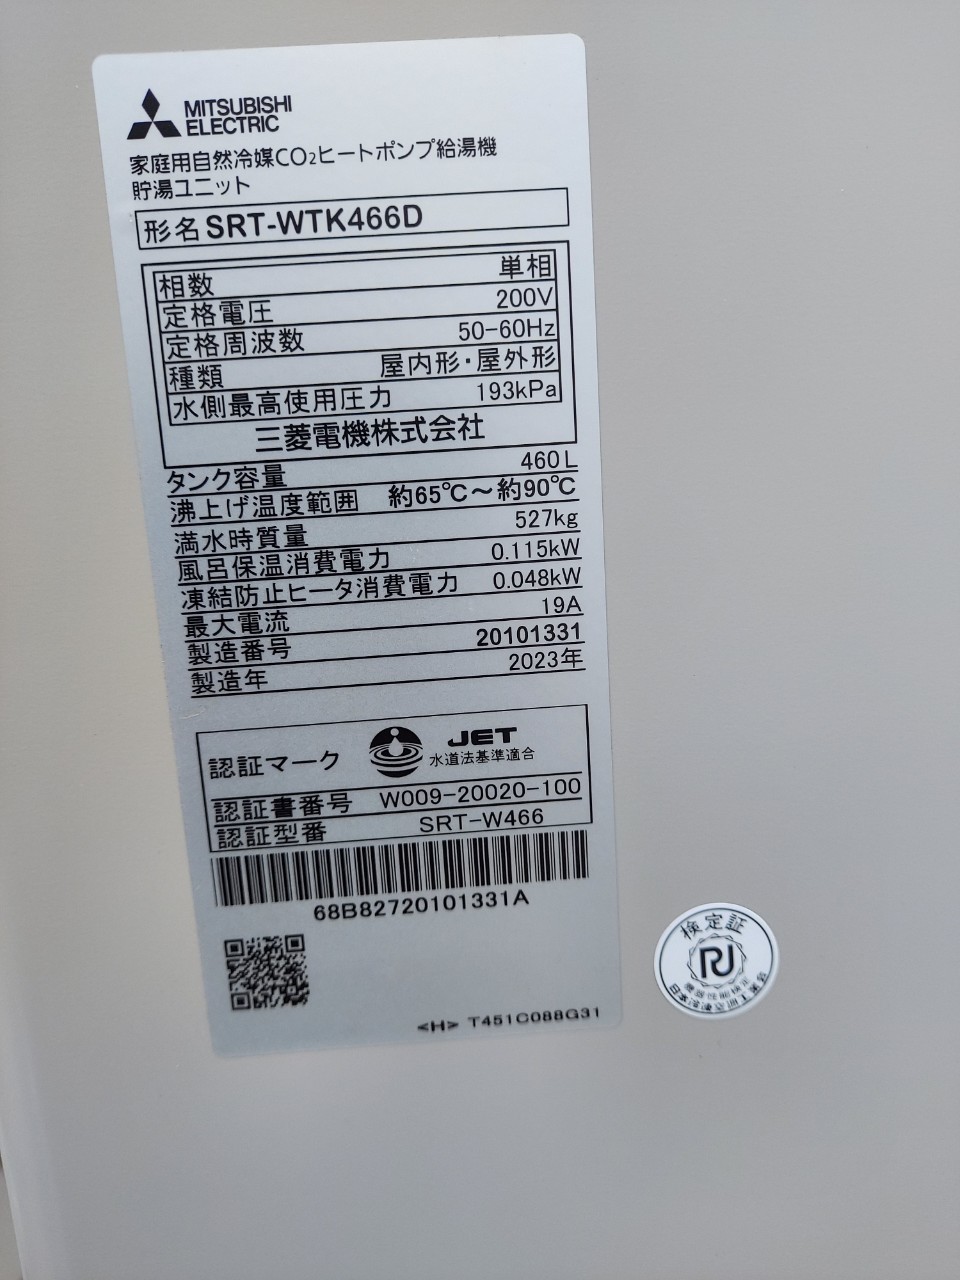 MITSUBISHI
ELECTRIC
家庭用自然冷媒CO₂ヒートポンプ給湯機
貯湯ユニット
形名 SRT-WTK466D
相数 単相
定格電圧 200V
定格周波数 50-60Hz
種類 屋内形・屋外形
水側最高使用圧力 193kPa
三菱電機株式会社
タンク容量 460L
沸上げ温度範囲 約65℃～約90℃
満水時質量 527kg
風呂保温消費電力 0.115kW
凍結防止ヒータ消費電力 0.048kW
最大電流 19A
製造番号 20101331
製造年 2023年
認証マーク JET
水道法基準適合
認証書番号 W009-20020-100
認証型番 SRT-W466
68B82720101331A
<H> T451C088G31
検定証
RJ